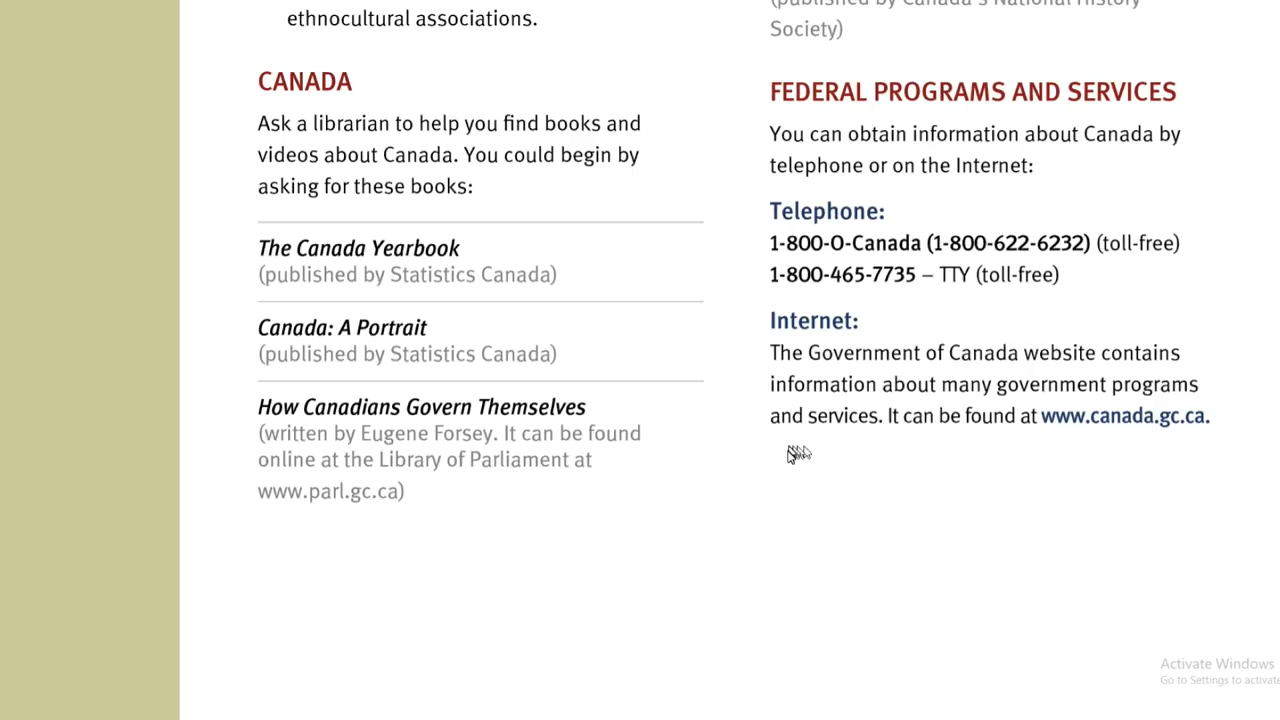 ethnocultural associations.
CANADA
Ask a librarian to help you find books and
videos about Canada. You could begin by
asking for these books:
The Canada Yearbook
(published by Statistics Canada)
Canada: A Portrait
(published by Statistics Canada)
How Canadians Govern Themselves
(written by Eugene Forsey. It can be found
online at the Library of Parliament at
www.parl.gc.ca)
(published by Canada's National History
Society)
FEDERAL PROGRAMS AND SERVICES
You can obtain information about Canada by
telephone or on the Internet:
Telephone:
1-800-O-Canada (1-800-622-6232) (toll-free)
1-800-465-7735 – TTY (toll-free)
Internet:
The Government of Canada website contains
information about many government programs
and services. It can be found at www.canada.gc.ca.
Activate Windows
Go to Settings to activate